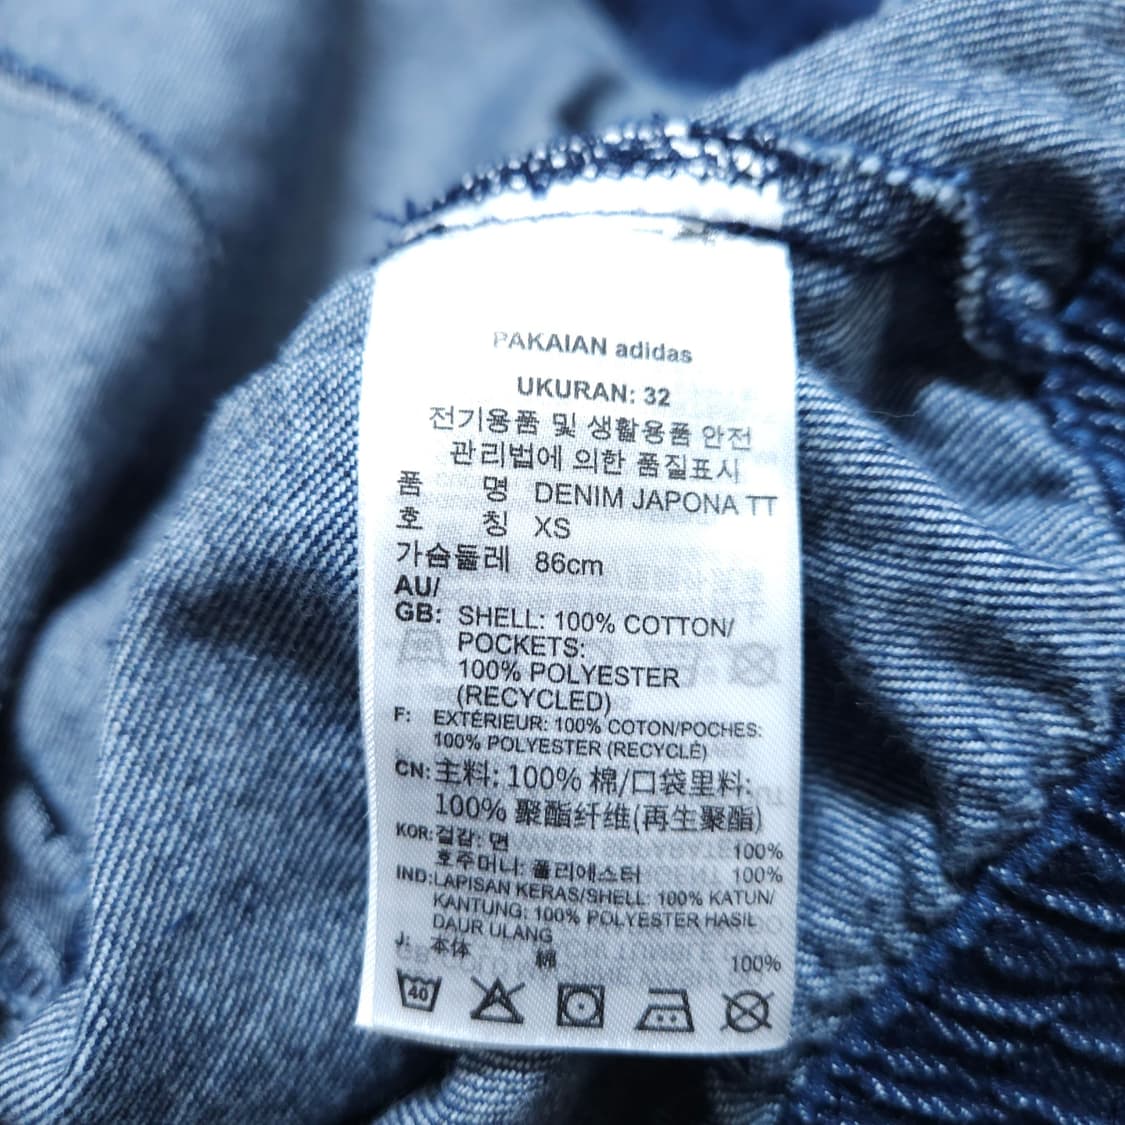 PAKAIAN adidas
UKURAN: 32
전기용품 및 생활용품 안전
관리법에 의한 품질표시
품 명 DENIM JAPONA TT
호 칭 XS
가슴둘레 86cm
AU/
GB: SHELL: 100% COTTON/
POCKETS:
100% POLYESTER
(RECYCLED)
F: EXTÉRIEUR: 100% COTON/POCHES:
100% POLYESTER (RECYCLÉ)
CN: 主料: 100% 棉/口袋里料:
100% 聚酯纤维(再生聚酯)
KOR: 겉감: 면 100%
호주머니: 폴리에스터 100%
IND: LAPISAN KERAS/SHELL: 100% KATUN/
KANTUNG: 100% POLYESTER HASIL
DAUR ULANG
J: 本体 綿 100%
40